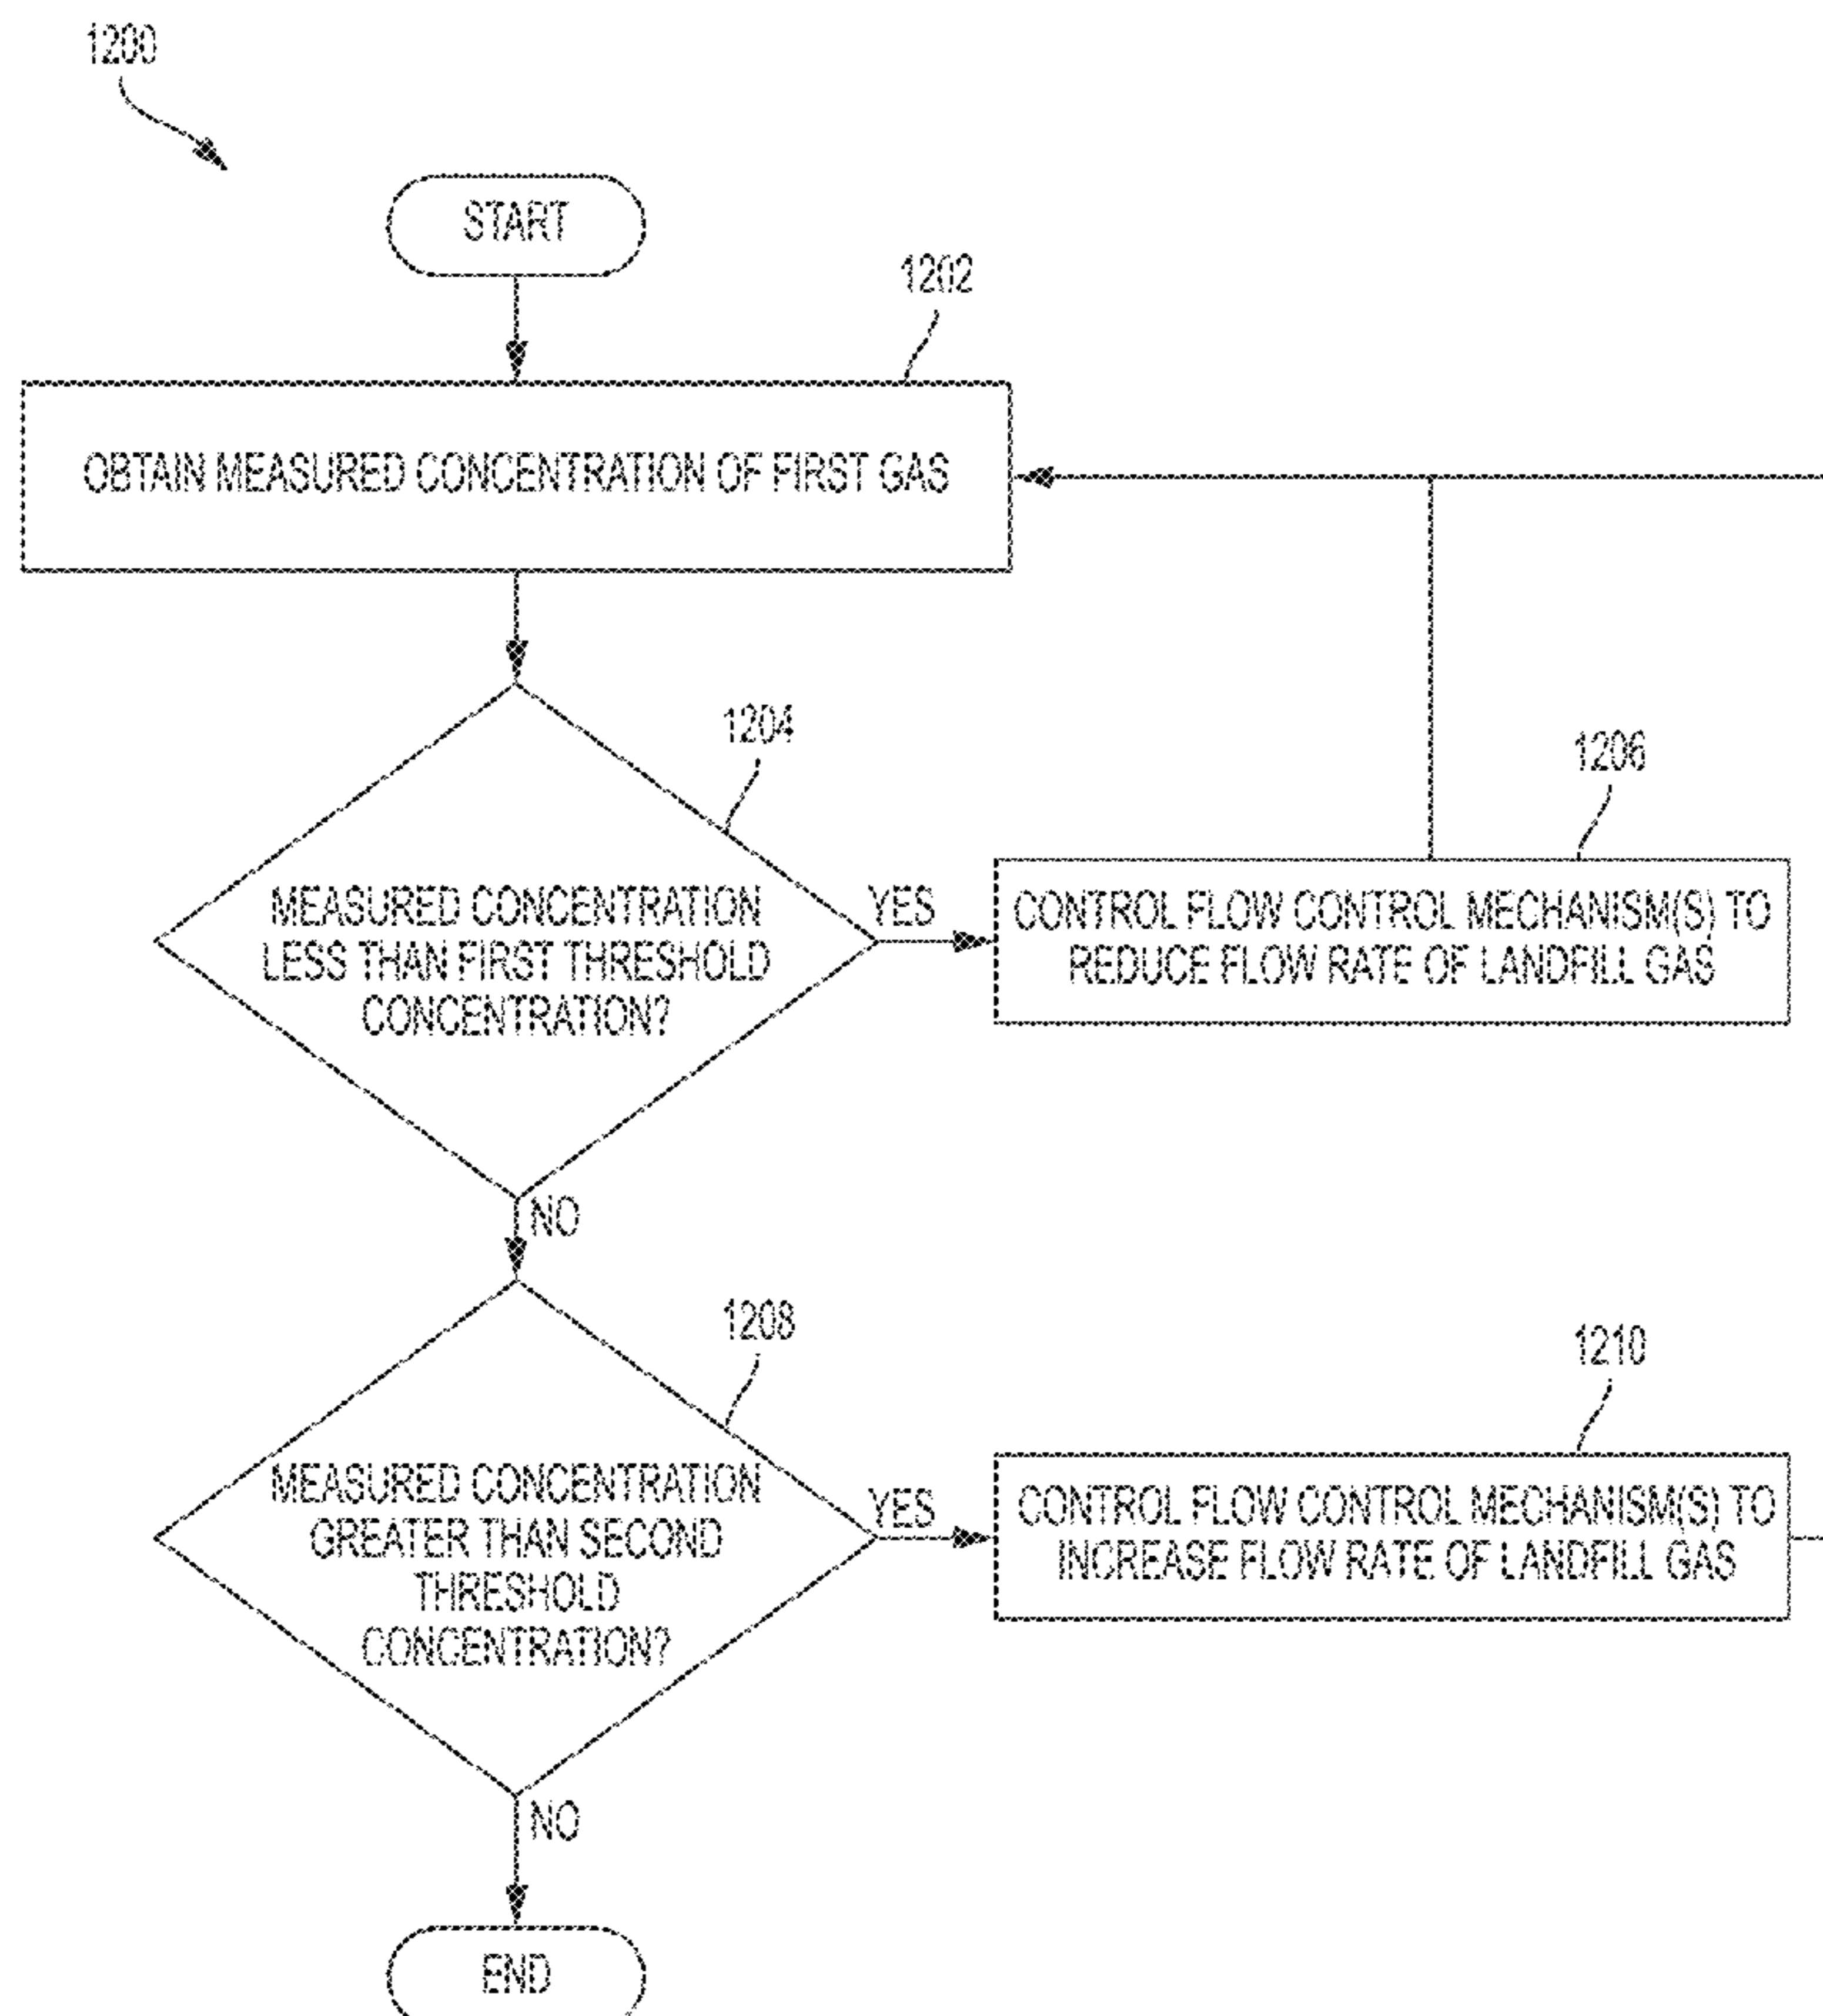 1200
START
1202
OBTAIN MEASURED CONCENTRATION OF FIRST GAS
1204
MEASURED CONCENTRATION
LESS THAN FIRST THRESHOLD
CONCENTRATION?
YES
1206
CONTROL FLOW CONTROL MECHANISM(S) TO
REDUCE FLOW RATE OF LANDFILL GAS
NO
1208
MEASURED CONCENTRATION
GREATER THAN SECOND
THRESHOLD
CONCENTRATION?
YES
1210
CONTROL FLOW CONTROL MECHANISM(S) TO
INCREASE FLOW RATE OF LANDFILL GAS
NO
END